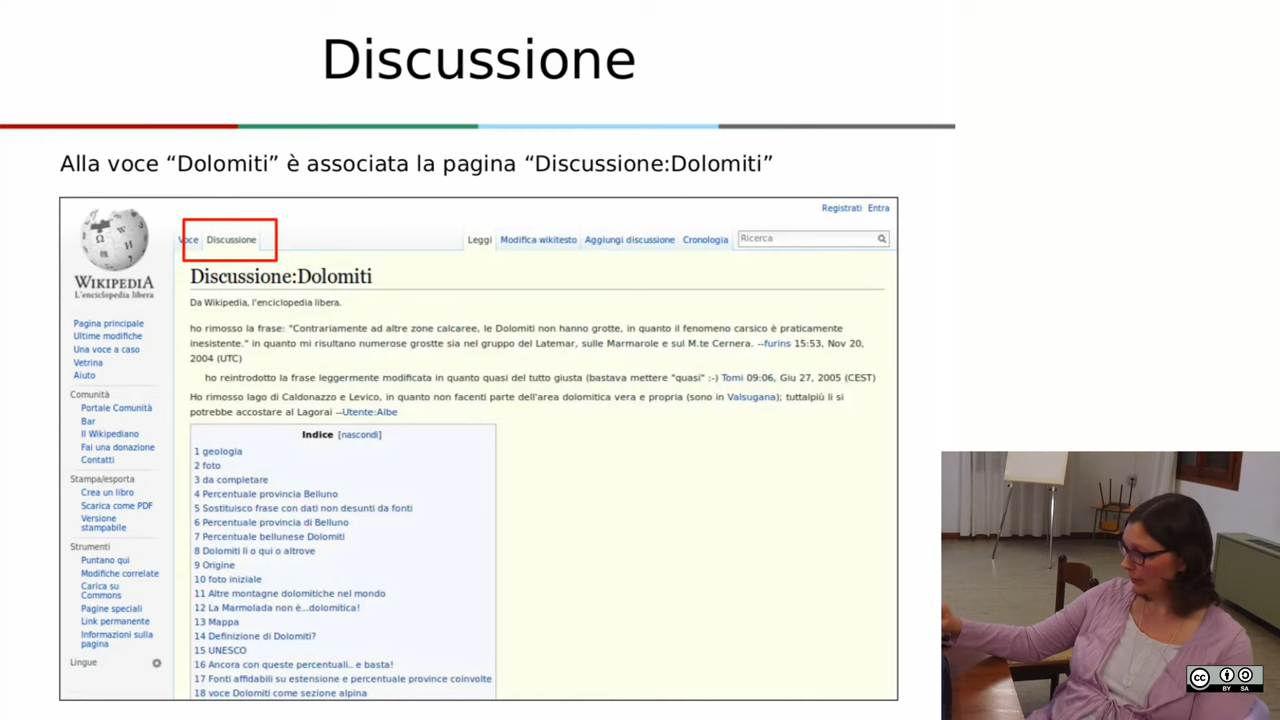 Discussione
Alla voce “Dolomiti” è associata la pagina “Discussione:Dolomiti”
Registrati Entra
Voce Discussione Leggi Modifica wikitesto Aggiungi discussione Cronologia Ricerca
WIKIPEDIA
L'enciclopedia libera
Pagina principale
Ultime modifiche
Una voce a caso
Vetrina
Aiuto
Comunità
Portale Comunità
Bar
Il Wikipediano
Fai una donazione
Contatti
Stampa/esporta
Crea un libro
Scarica come PDF
Versione
stampabile
Strumenti
Puntano qui
Modifiche correlate
Carica su
Commons
Pagine speciali
Link permanente
Informazioni sulla
pagina
Lingue
Discussione:Dolomiti
Da Wikipedia, l'enciclopedia libera.
ho rimosso la frase: "Contrariamente ad altre zone calcaree, le Dolomiti non hanno grotte, in quanto il fenomeno carsico è praticamente
inesistente." in quanto mi risultano numerose grostte sia nel gruppo del Latemar, sulle Marmarole e sul M.te Cernera. --furins 15:53, Nov 20,
2004 (UTC)
ho reintrodotto la frase leggermente modificata in quanto quasi del tutto giusta (bastava mettere "quasi" :-) Tomi 09:06, Giu 27, 2005 (CEST)
Ho rimosso lago di Caldonazzo e Levico, in quanto non facenti parte dell'area dolomitica vera e propria (sono in Valsugana); tuttalpiù li si
potrebbe accostare al Lagorai --Utente:Albe
Indice [nascondi]
1 geologia
2 foto
3 da completare
4 Percentuale provincia Belluno
5 Sostituisco frase con dati non desunti da fonti
6 Percentuale provincia di Belluno
7 Percentuale bellunese Dolomiti
8 Dolomiti lì o qui o altrove
9 Origine
10 foto iniziale
11 Altre montagne dolomitiche nel mondo
12 La Marmolada non è...dolomitica!
13 Mappa
14 Definizione di Dolomiti?
15 UNESCO
16 Ancora con queste percentuali.. e basta!
17 Fonti affidabili su estensione e percentuale province coinvolte
18 voce Dolomiti come sezione alpina
cc
BY SA